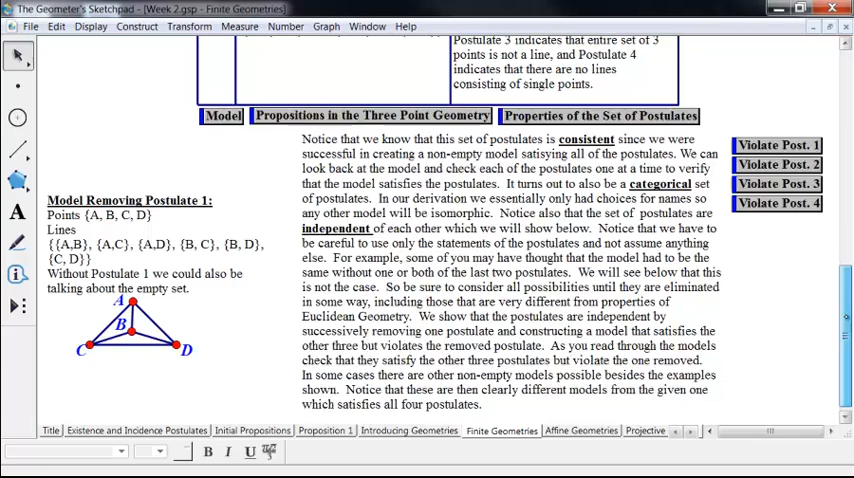 The Geometer's Sketchpad - [Week 2.gsp - Finite Geometries]
File Edit Display Construct Transform Measure Number Graph Window Help
Postulate 3 indicates that entire set of 3
points is not a line, and Postulate 4
indicates that there are no lines
consisting of single points.
Model Propositions in the Three Point Geometry Properties of the Set of Postulates
Notice that we know that this set of postulates is consistent since we were
successful in creating a non-empty model satisying all of the postulates. We can
look back at the model and check each of the postulates one at a time to verify
that the model satisfies the postulates. It turns out to also be a categorical set
of postulates. In our derivation we essentially only had choices for names so
any other model will be isomorphic. Notice also that the set of postulates are
independent of each other which we will show below. Notice that we have to
be careful to use only the statements of the postulates and not assume anything
else. For example, some of you may have thought that the model had to be the
same without one or both of the last two postulates. We will see below that this
is not the case. So be sure to consider all possibilities until they are eliminated
in some way, including those that are very different from properties of
Euclidean Geometry. We show that the postulates are independent by
successively removing one postulate and constructing a model that satisfies the
other three but violates the removed postulate. As you read through the models
check that they satisfy the other three postulates but violate the one removed.
In some cases there are other non-empty models possible besides the examples
shown. Notice that these are then clearly different models from the given one
which satisfies all four postulates.
Violate Post. 1
Violate Post. 2
Violate Post. 3
Violate Post. 4
Model Removing Postulate 1:
Points {A, B, C, D}
Lines
{{A,B}, {A,C}, {A,D}, {B, C}, {B, D},
{C, D}}
Without Postulate 1 we could also be
talking about the empty set.
A
B
C D
A
Title Existence and Incidence Postulates Initial Propositions Proposition 1 Introducing Geometries Finite Geometries Affine Geometries Projective
B I U